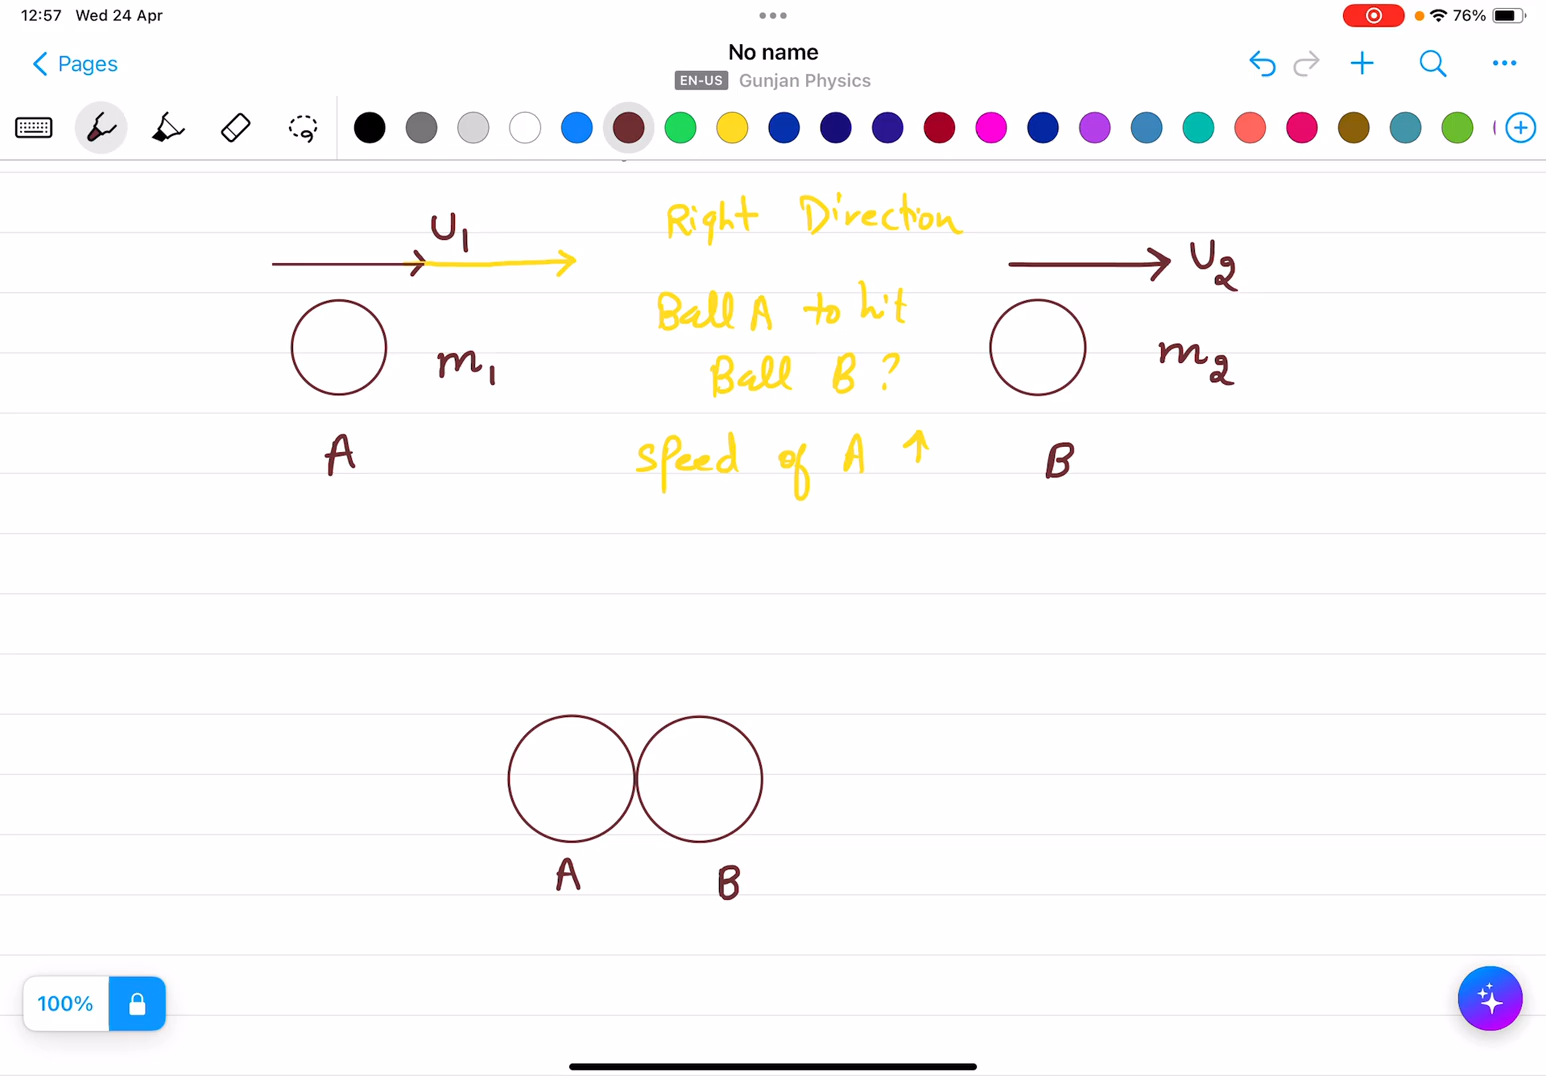 12:57 Wed 24 Apr
76%
Pages
No name
EN-US Gunjan Physics
U1
Right Direction
U2
Ball A to hit
m1
Ball B ?
m2
A
speed of A ↑
B
A
B
100%